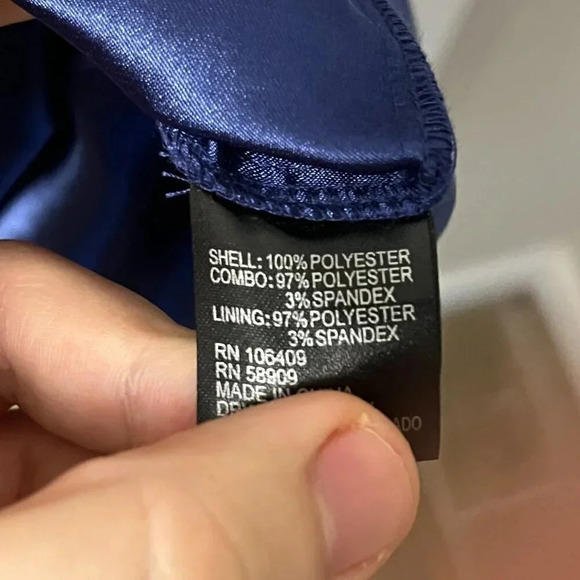 SHELL: 100% POLYESTER
COMBO: 97% POLYESTER
3% SPANDEX
LINING: 97% POLYESTER
3% SPANDEX
RN 106409
RN 58909
MADE IN